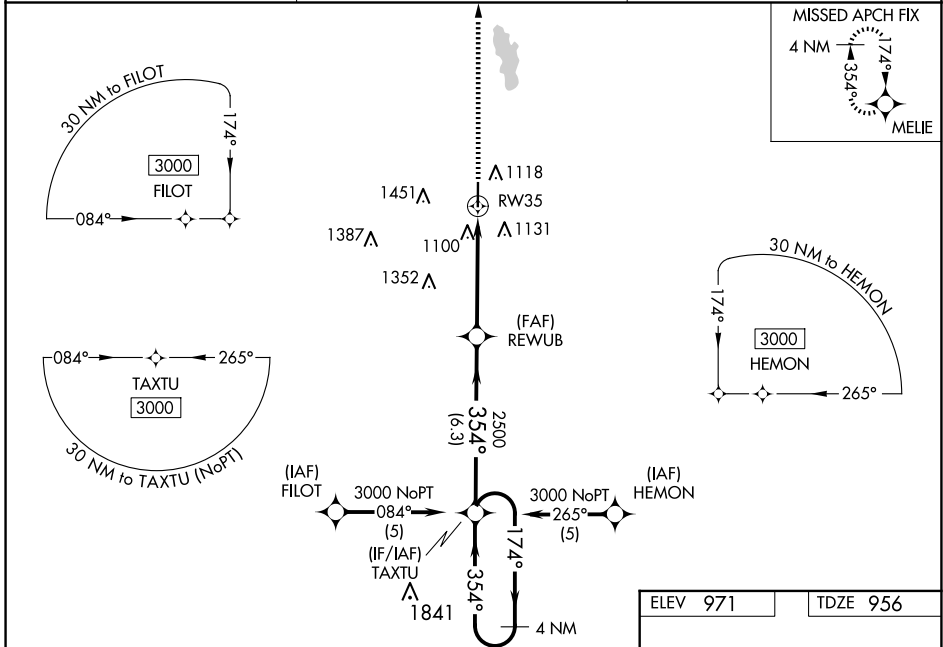 MISSED APCH FIX
4 NM
354°
174°
MELIE
30 NM to FILOT
174°
3000
FILOT
084°
1118
1451
RW35
1387
1100
1131
1352
30 NM to HEMON
174°
3000
HEMON
265°
(FAF)
REWUB
084°
265°
TAXTU
3000
30 NM to TAXTU (NoPT)
2500
354°
(6.3)
(IAF)
FILOT
3000 NoPT
084°
(5)
3000 NoPT
265°
(5)
(IAF)
HEMON
(IF/IAF)
TAXTU
174°
354°
1841
4 NM
ELEV 971
TDZE 956